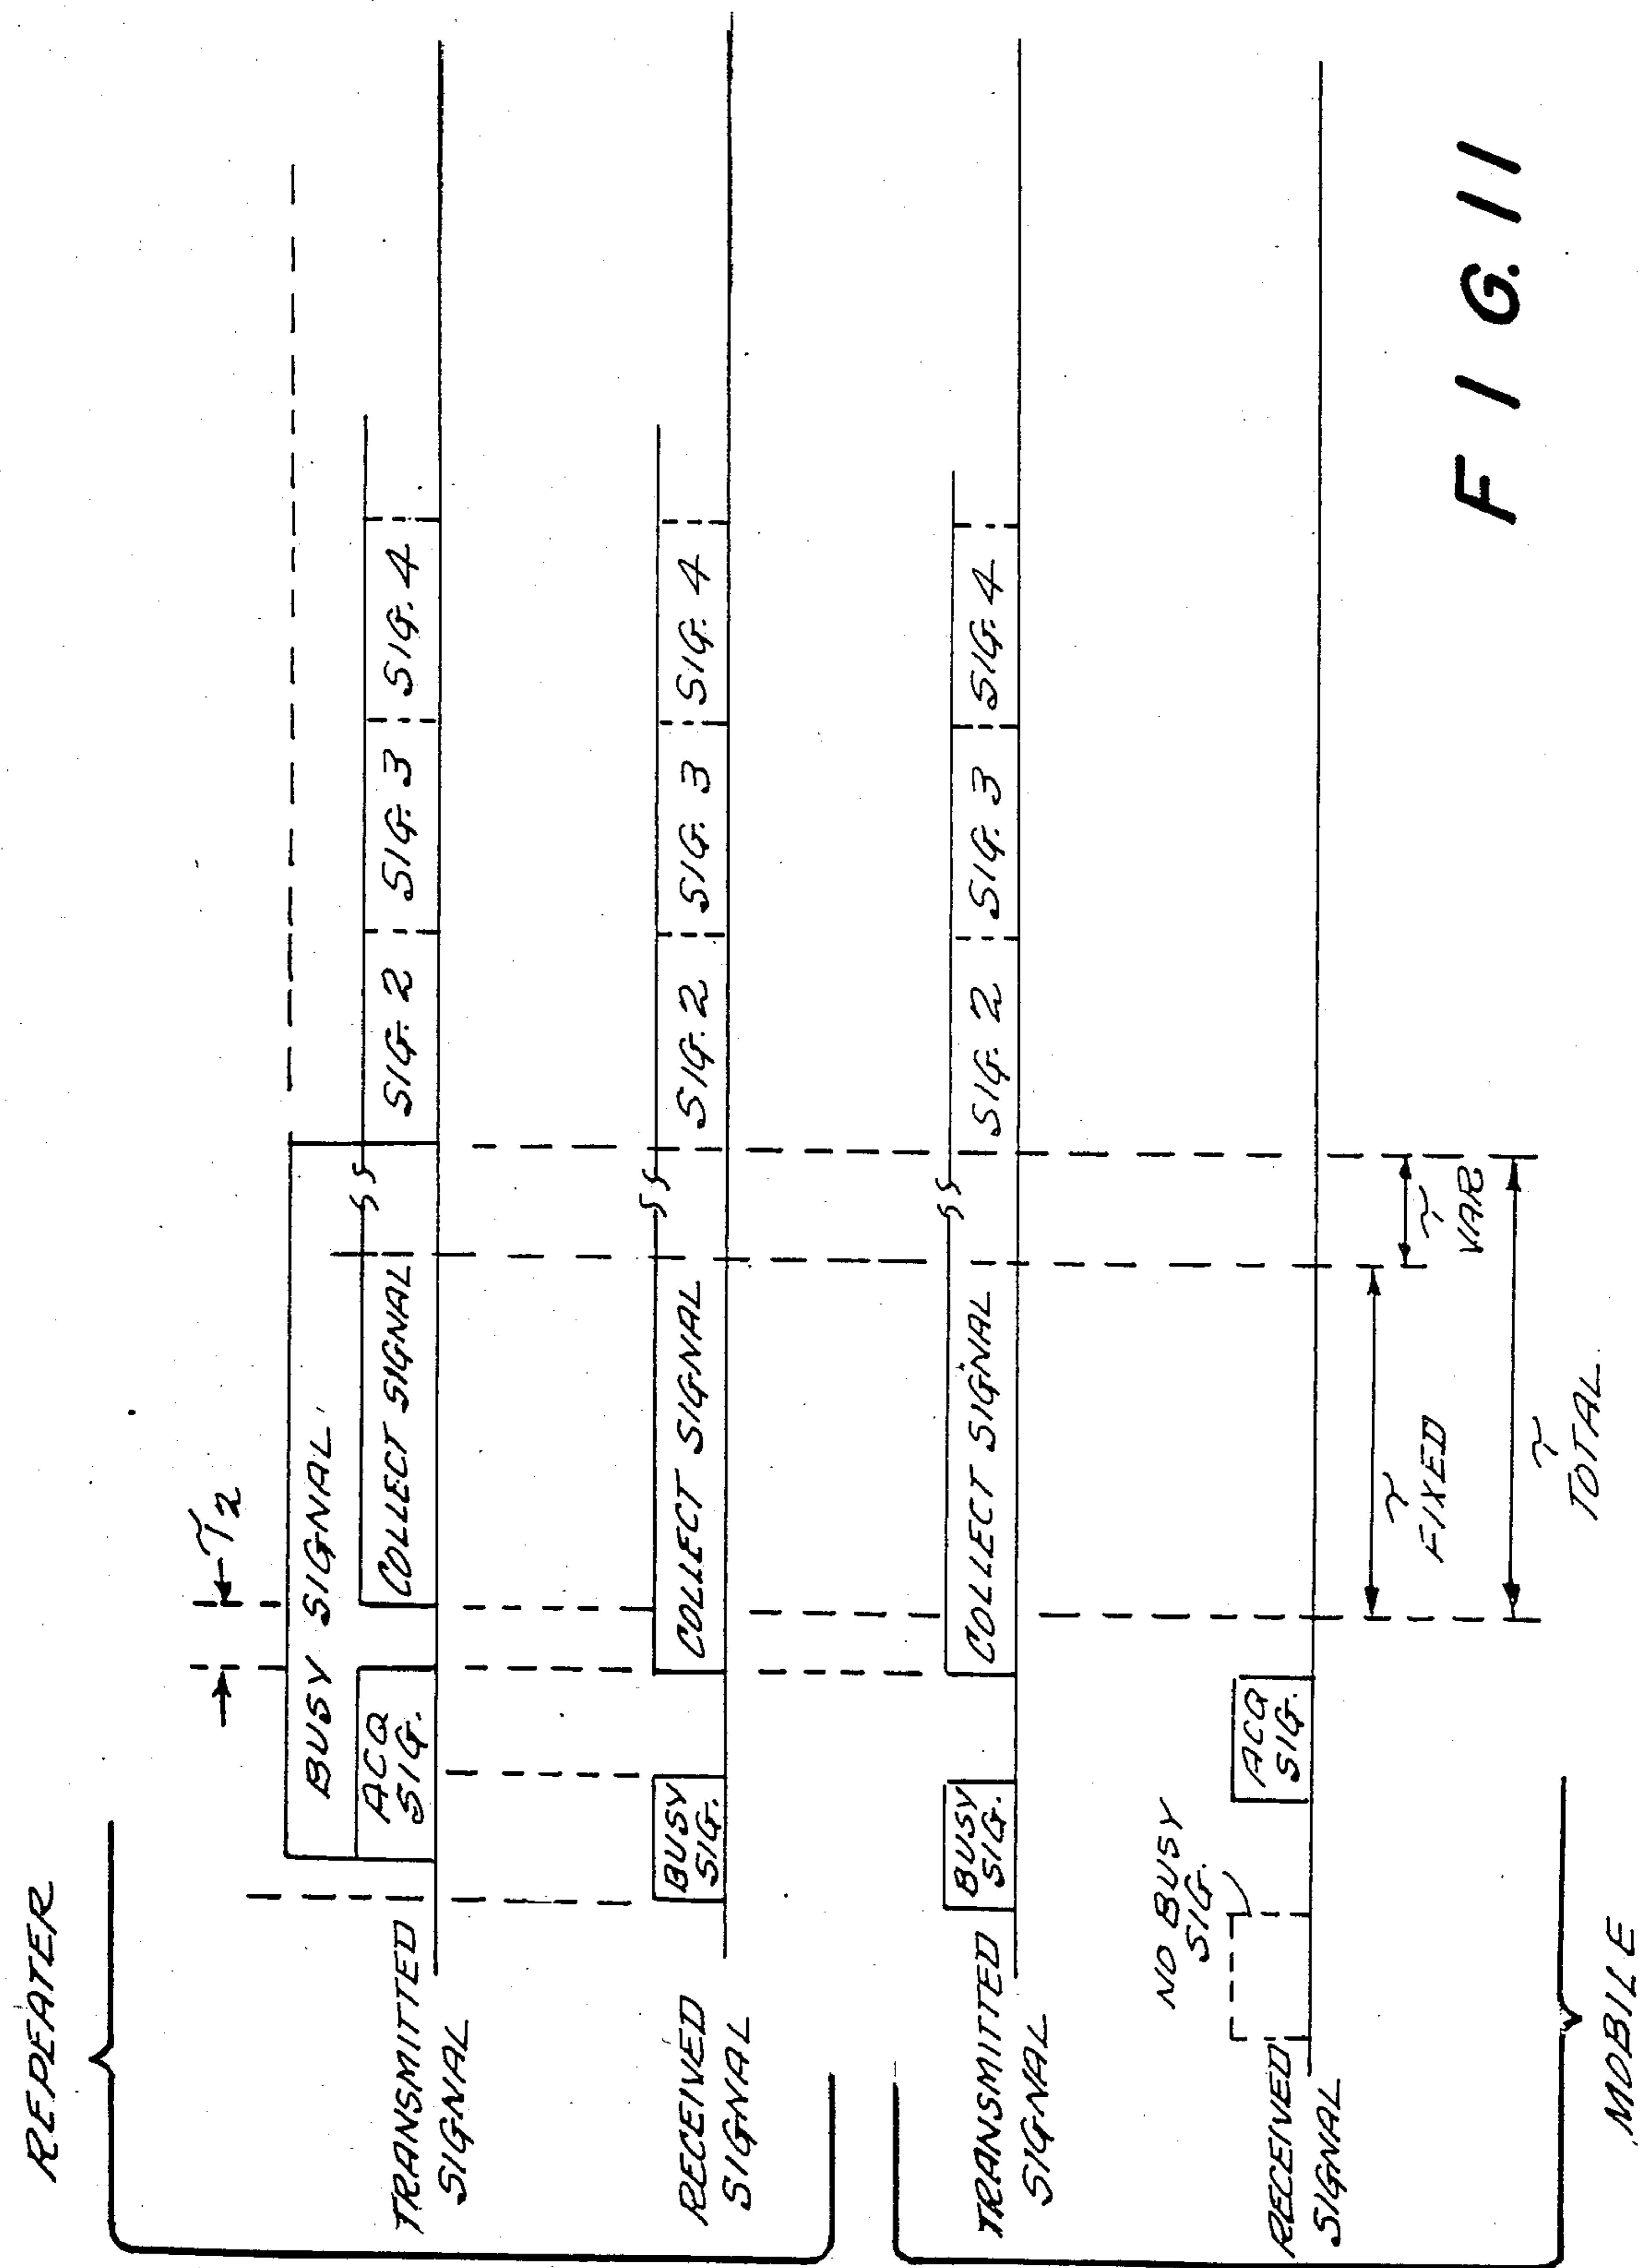 REPEATER
TRANSMITTED
SIGNAL
BUSY SIGNAL
ACQ
SIG.
τ2
COLLECT SIGNAL
SIG. 2
SIG. 3
SIG. 4
RECEIVED
SIGNAL
BUSY
SIG.
COLLECT SIGNAL
SIG. 2
SIG. 3
SIG. 4
TRANSMITTED
SIGNAL
BUSY
SIG.
COLLECT SIGNAL
SIG. 2
SIG. 3
SIG. 4
RECEIVED
SIGNAL
NO BUSY
SIG.
ACQ
SIG.
τ
FIXED
τ
VAR
τ
TOTAL
MOBILE
FIG. 11